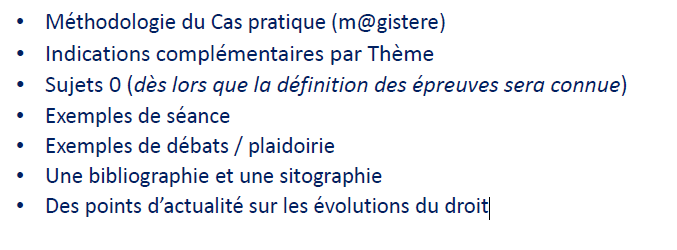 • Méthodologie du Cas pratique (m@gistere)
• Indications complémentaires par Thème
• Sujets 0 (dès lors que la définition des épreuves sera connue)
• Exemples de séance
• Exemples de débats / plaidoirie
• Une bibliographie et une sitographie
• Des points d’actualité sur les évolutions du droit